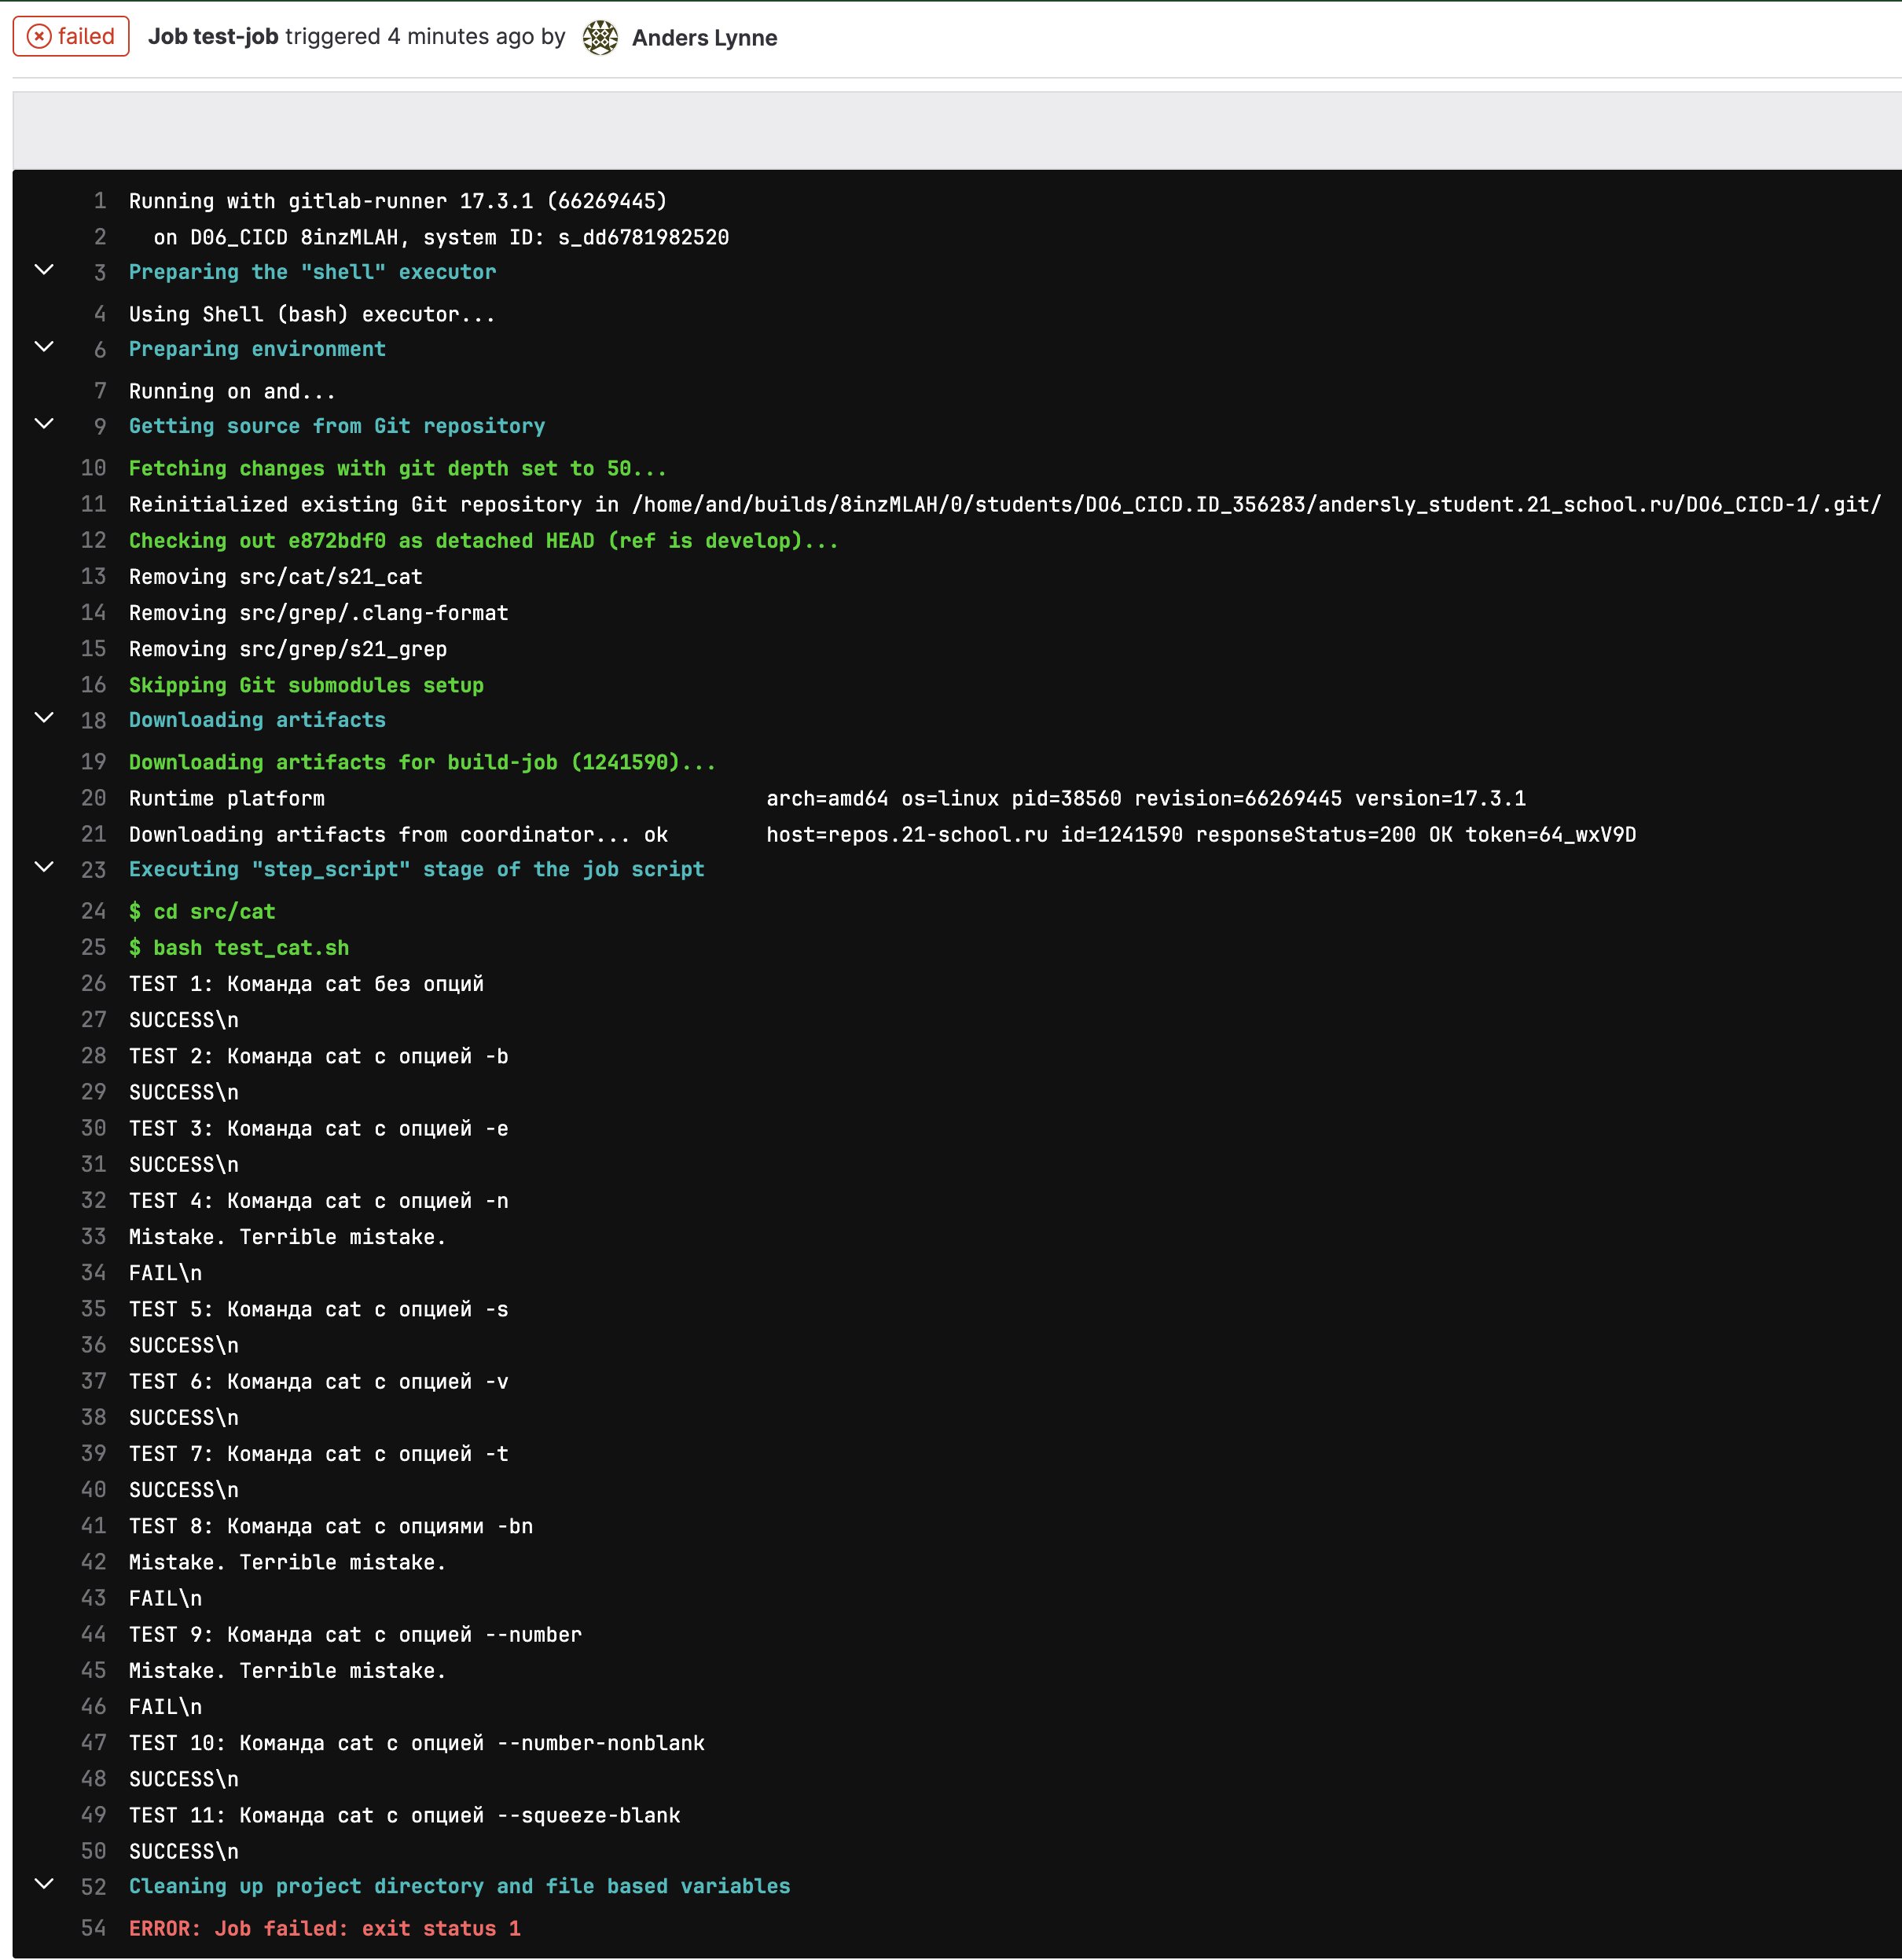 failed Job test-job triggered 4 minutes ago by Anders Lynne
1 Running with gitlab-runner 17.3.1 (66269445)
2 on D06_CICD 8inzMLAH, system ID: s_dd6781982520
3 Preparing the "shell" executor
4 Using Shell (bash) executor...
6 Preparing environment
7 Running on and...
9 Getting source from Git repository
10 Fetching changes with git depth set to 50...
11 Reinitialized existing Git repository in /home/and/builds/8inzMLAH/0/students/DO6_CICD.ID_356283/andersly_student.21_school.ru/DO6_CICD-1/.git/
12 Checking out e872bdf0 as detached HEAD (ref is develop)...
13 Removing src/cat/s21_cat
14 Removing src/grep/.clang-format
15 Removing src/grep/s21_grep
16 Skipping Git submodules setup
18 Downloading artifacts
19 Downloading artifacts for build-job (1241590)...
20 Runtime platform arch=amd64 os=linux pid=38560 revision=66269445 version=17.3.1
21 Downloading artifacts from coordinator... ok host=repos.21-school.ru id=1241590 responseStatus=200 OK token=64_wxV9D
23 Executing "step_script" stage of the job script
24 $ cd src/cat
25 $ bash test_cat.sh
26 TEST 1: Команда cat без опций
27 SUCCESS\n
28 TEST 2: Команда cat с опцией -b
29 SUCCESS\n
30 TEST 3: Команда cat с опцией -e
31 SUCCESS\n
32 TEST 4: Команда cat с опцией -n
33 Mistake. Terrible mistake.
34 FAIL\n
35 TEST 5: Команда cat с опцией -s
36 SUCCESS\n
37 TEST 6: Команда cat с опцией -v
38 SUCCESS\n
39 TEST 7: Команда cat с опцией -t
40 SUCCESS\n
41 TEST 8: Команда cat с опциями -bn
42 Mistake. Terrible mistake.
43 FAIL\n
44 TEST 9: Команда cat с опцией --number
45 Mistake. Terrible mistake.
46 FAIL\n
47 TEST 10: Команда cat с опцией --number-nonblank
48 SUCCESS\n
49 TEST 11: Команда cat с опцией --squeeze-blank
50 SUCCESS\n
52 Cleaning up project directory and file based variables
54 ERROR: Job failed: exit status 1